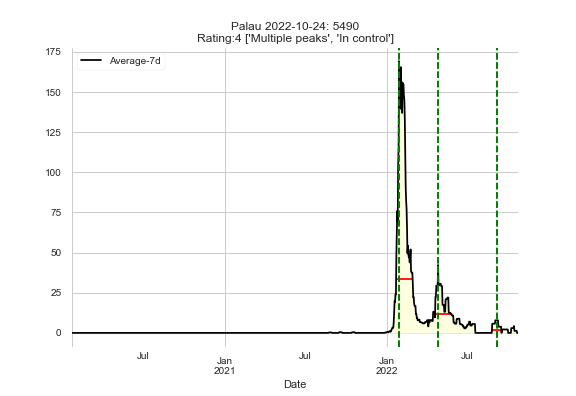 Palau 2022-10-24: 5490
Rating:4 ['Multiple peaks', 'In control']
175
Average-7d
150
125
100
75
50
25
0
Jul
Jan
2021
Jul
Jan
2022
Jul
Date